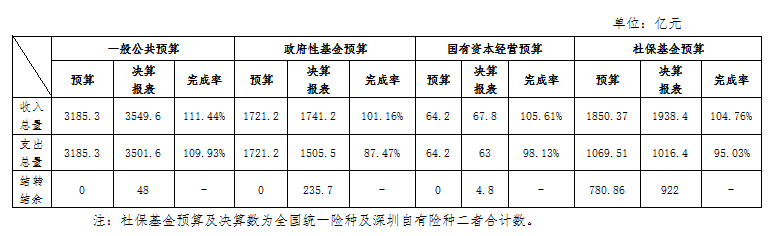 单位：亿元
一般公共预算 政府性基金预算 国有资本经营预算 社保基金预算
预算 决算报表 完成率 预算 决算报表 完成率 预算 决算报表 完成率 预算 决算报表 完成率
收入总量 3185.3 3549.6 111.44% 1721.2 1741.2 101.16% 64.2 67.8 105.61% 1850.37 1938.4 104.76%
支出总量 3185.3 3501.6 109.93% 1721.2 1505.5 87.47% 64.2 63 98.13% 1069.51 1016.4 95.03%
结转结余 0 48 - 0 235.7 - 0 4.8 - 780.86 922 -
注：社保基金预算及决算数为全国统一险种及深圳自有险种二者合计数。